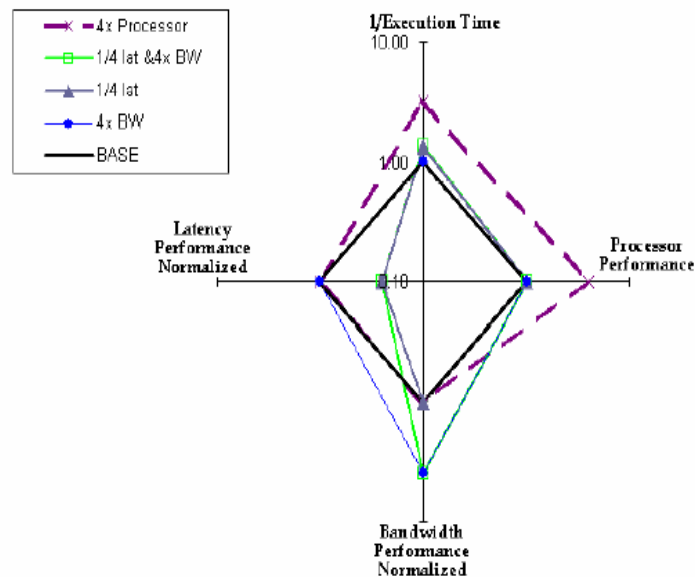 4x Processor
1/4 lat &4x BW
1/4 lat
4x BW
BASE
1/Execution Time
10.00
1.00
Latency
Performance
Normalized
Processor
Performance
Bandwidth
Performance
Normalized